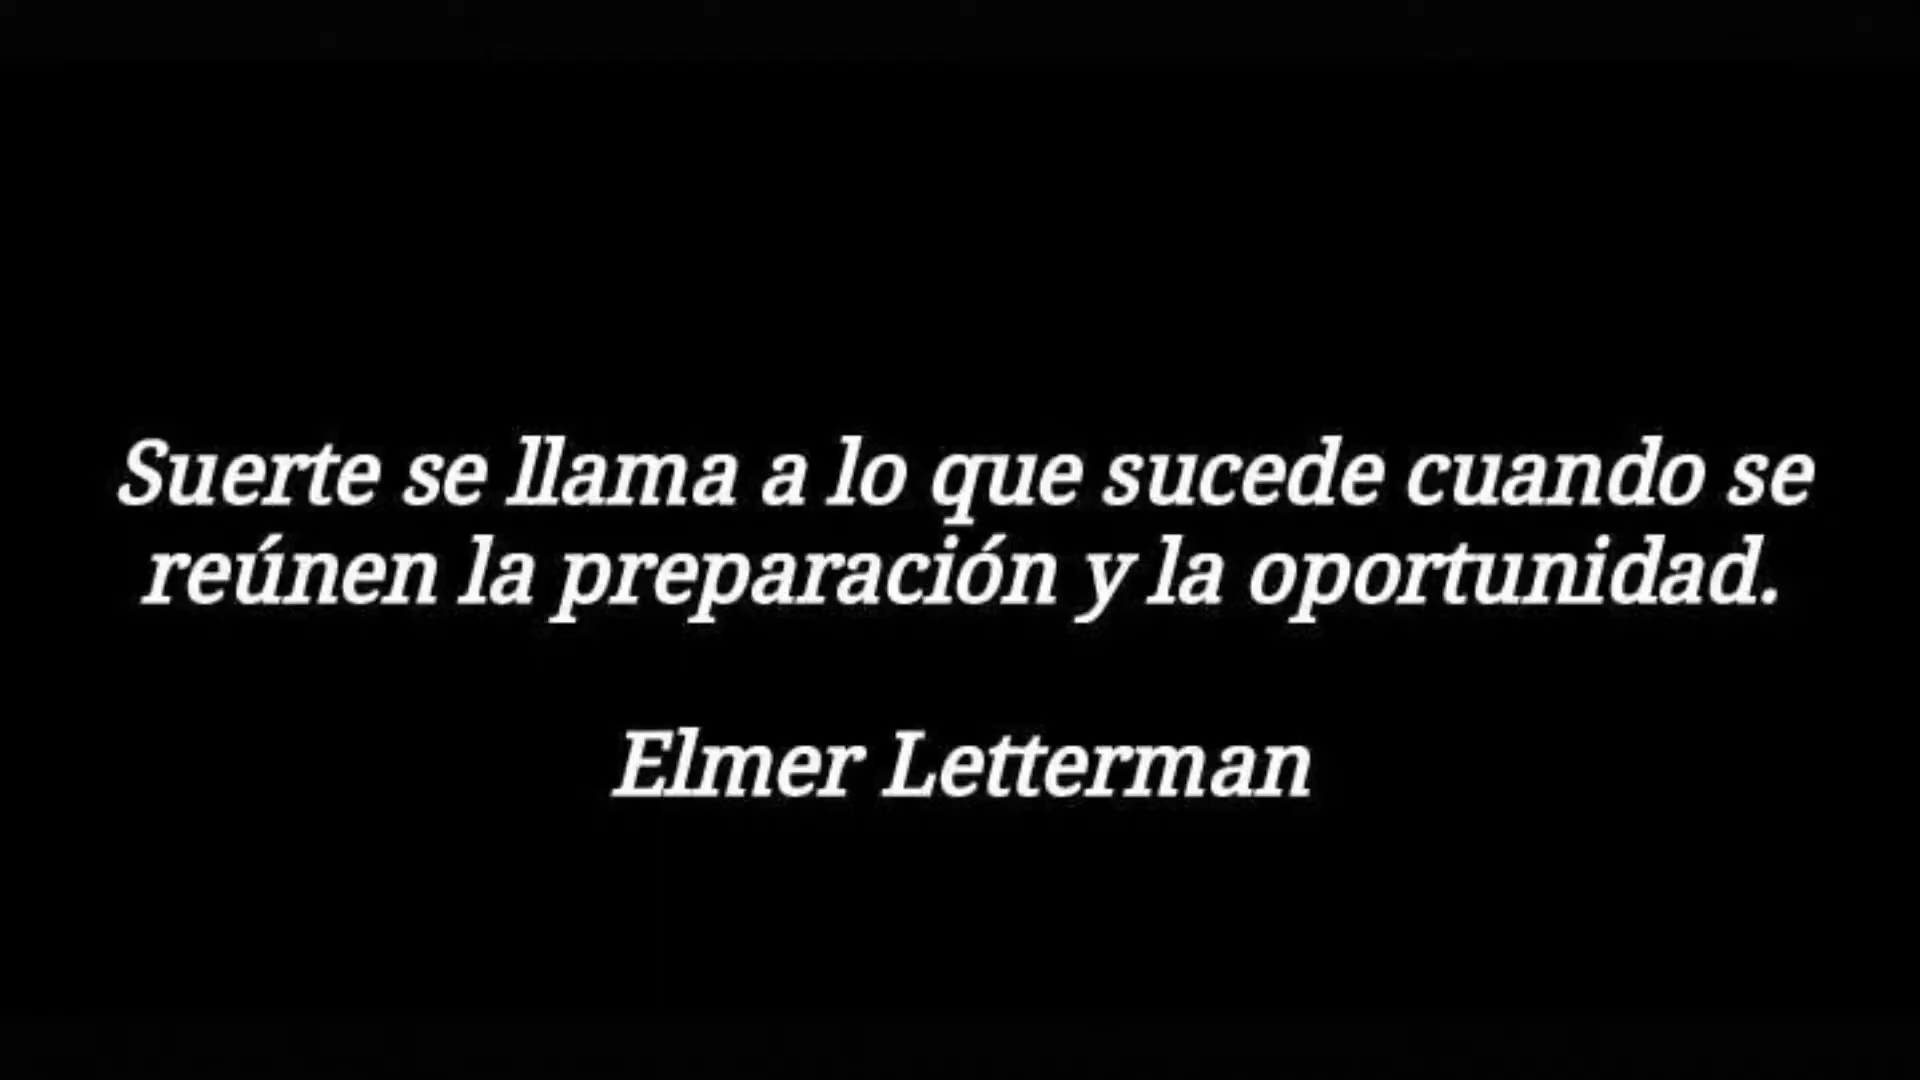 Suerte se llama a lo que sucede cuando se
reúnen la preparación y la oportunidad.
Elmer Letterman